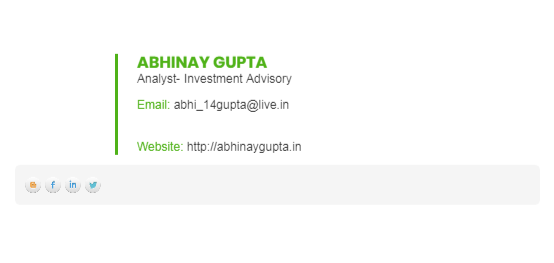 ABHINAY GUPTA
Analyst- Investment Advisory
Email: abhi_14gupta@live.in
Website: http://abhinaygupta.in